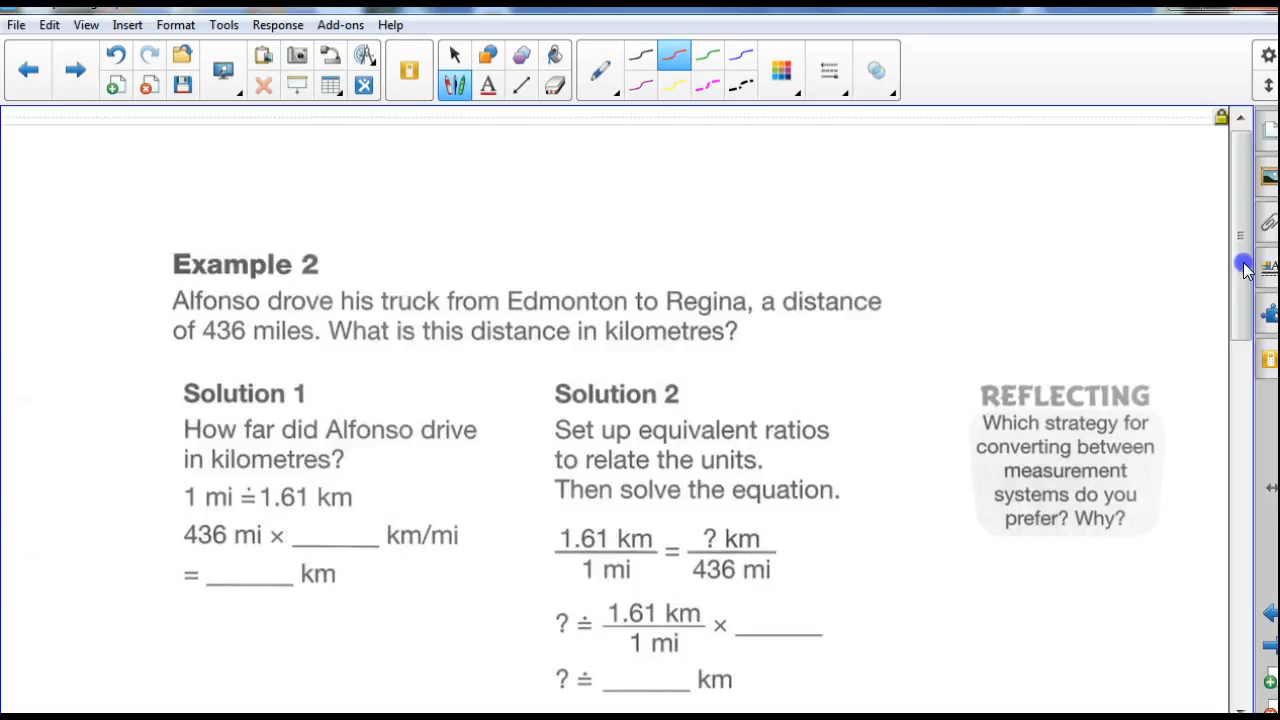 File Edit View Insert Format Tools Response Add-ons Help
Example 2
Alfonso drove his truck from Edmonton to Regina, a distance
of 436 miles. What is this distance in kilometres?
Solution 1
How far did Alfonso drive
in kilometres?
1 mi ≐ 1.61 km
436 mi × ______ km/mi
= ______ km
Solution 2
Set up equivalent ratios
to relate the units.
Then solve the equation.
1.61 km / 1 mi = ? km / 436 mi
? ≐ 1.61 km / 1 mi × ______
? ≐ ______ km
REFLECTING
Which strategy for
converting between
measurement
systems do you
prefer? Why?